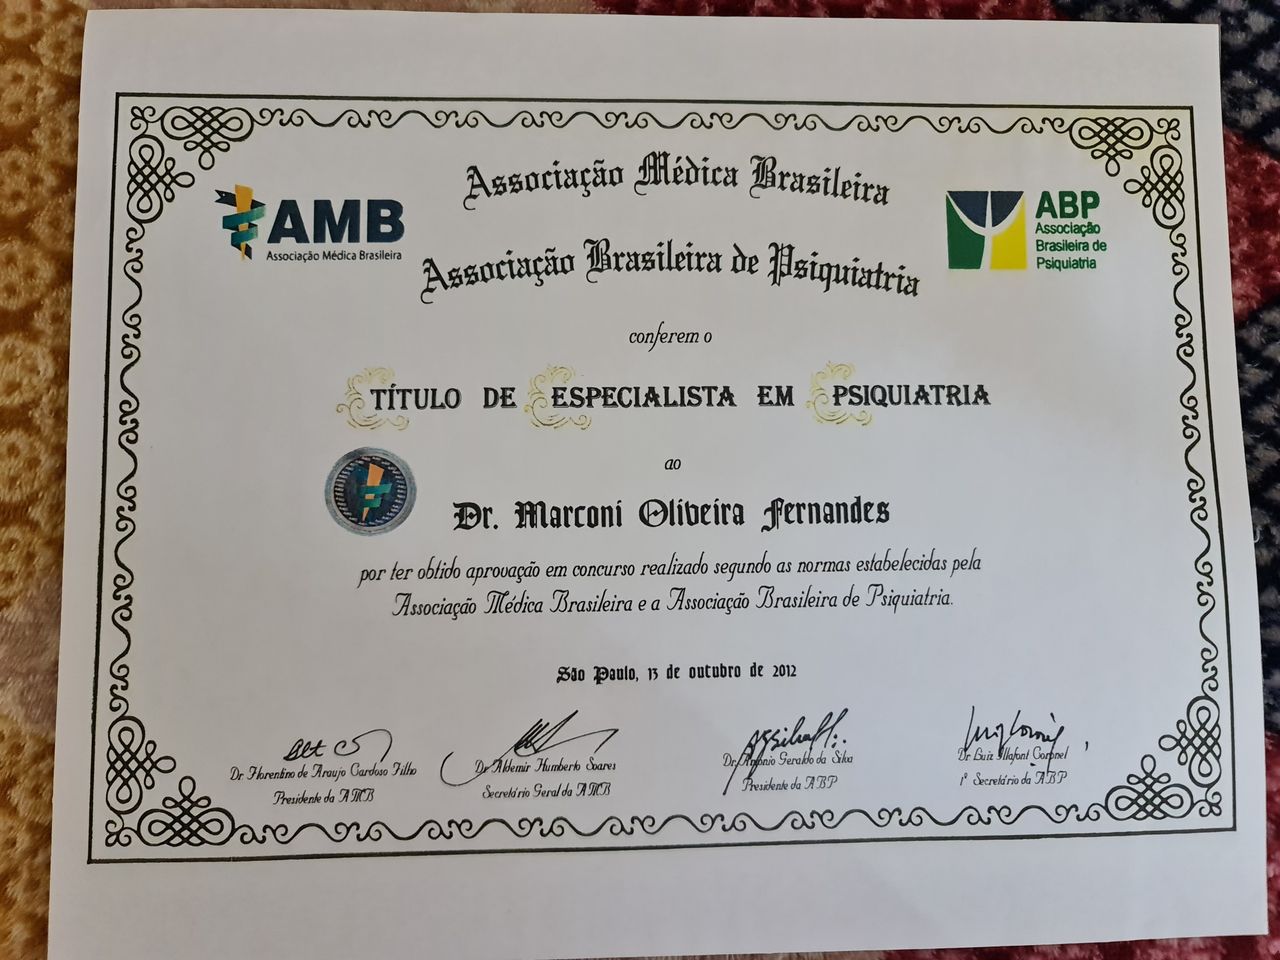 Associação Médica Brasileira
AMB
Associação Médica Brasileira
ABP
Associação
Brasileira de
Psiquiatria
Associação Brasileira de Psiquiatria
conferem o
TÍTULO DE ESPECIALISTA EM PSIQUIATRIA
ao
Dr. Marconi Oliveira Fernandes
por ter obtido aprovação em concurso realizado segundo as normas estabelecidas pela
Associação Médica Brasileira e a Associação Brasileira de Psiquiatria.
São Paulo, 13 de outubro de 2012
Dr Florentino de Araujo Cardoso Filho
Presidente da AMB
Dr Aldemir Humberto Soares
Secretário Geral da AMB
Dr. Antônio Geraldo da Silva
Presidente da ABP
Dr Luiz Illafont Coronel
1º Secretário da ABP